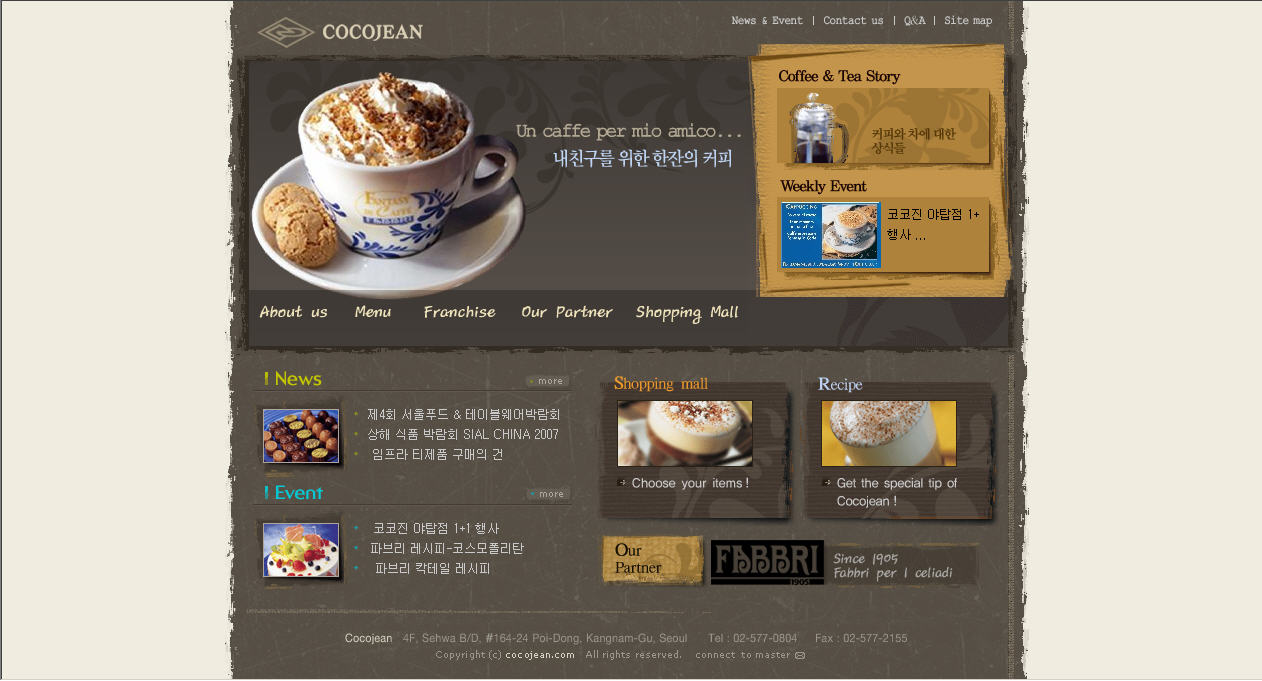 COCOJEAN
News & Event | Contact us | Q&A | Site map
Un caffe per mio amico...
내친구를 위한 한잔의 커피
FANTASY
DI CAFFÈ
FABBRI
Coffee & Tea Story
커피와 차에 대한
상식들
Weekly Event
CAPPUCCINO
코코진 야탑점 1+
행사 ...
About us Menu Franchise Our Partner Shopping Mall
News
more
제4회 서울푸드 & 테이블웨어박람회
상해 식품 박람회 SIAL CHINA 2007
임프라 티제품 구매의 건
Event
more
코코진 야탑점 1+1 행사
파브리 레시피-코스모폴리탄
파브리 칵테일 레시피
Shopping mall
Choose your items !
Recipe
Get the special tip of
Cocojean !
Our
Partner
FABBRI
1905
Since 1905
Fabbri per I celiadi
Cocojean 4F, Sehwa B/D, #164-24 Poi-Dong, Kangnam-Gu, Seoul Tel : 02-577-0804 Fax : 02-577-2155
Copyright (c) cocojean.com All rights reserved. connect to master